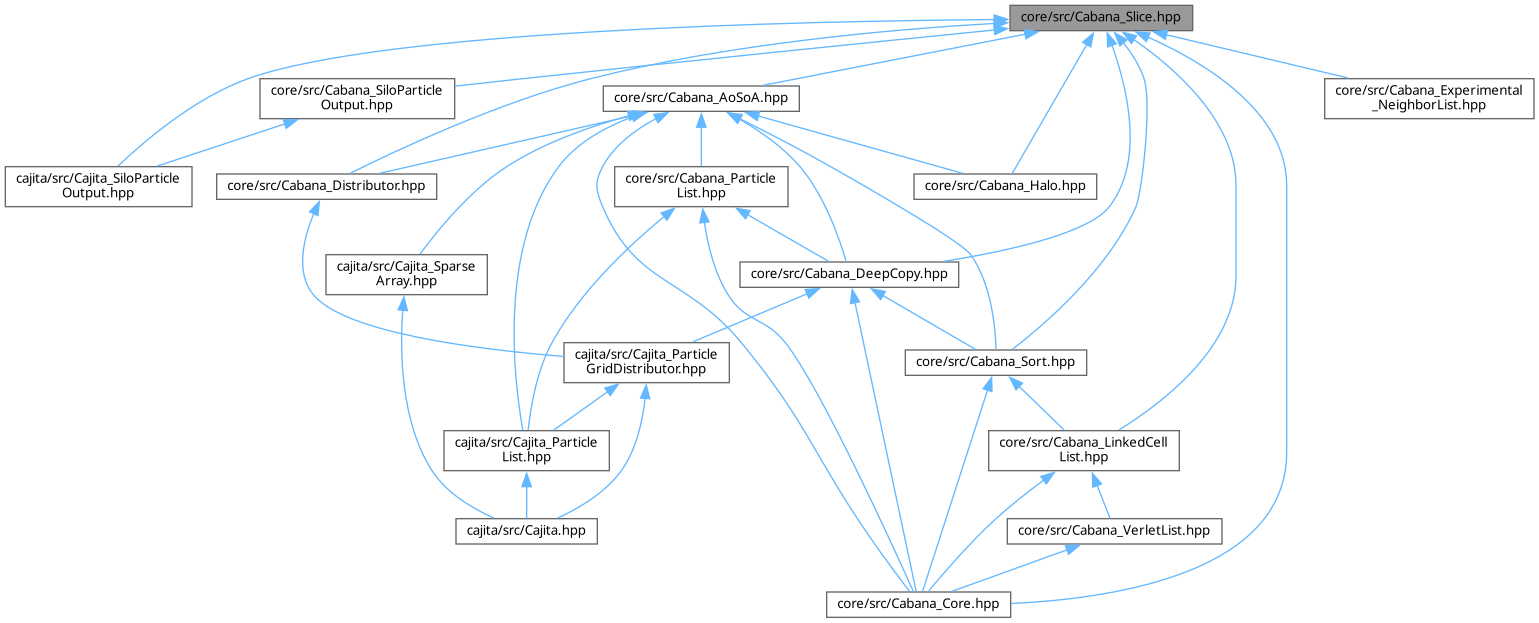 core/src/Cabana_Slice.hpp
core/src/Cabana_SiloParticle
Output.hpp
core/src/Cabana_AoSoA.hpp
core/src/Cabana_Experimental
_NeighborList.hpp
cajita/src/Cajita_SiloParticle
Output.hpp
core/src/Cabana_Distributor.hpp
core/src/Cabana_Particle
List.hpp
core/src/Cabana_Halo.hpp
cajita/src/Cajita_Sparse
Array.hpp
core/src/Cabana_DeepCopy.hpp
cajita/src/Cajita_Particle
GridDistributor.hpp
core/src/Cabana_Sort.hpp
cajita/src/Cajita_Particle
List.hpp
core/src/Cabana_LinkedCell
List.hpp
cajita/src/Cajita.hpp
core/src/Cabana_VerletList.hpp
core/src/Cabana_Core.hpp